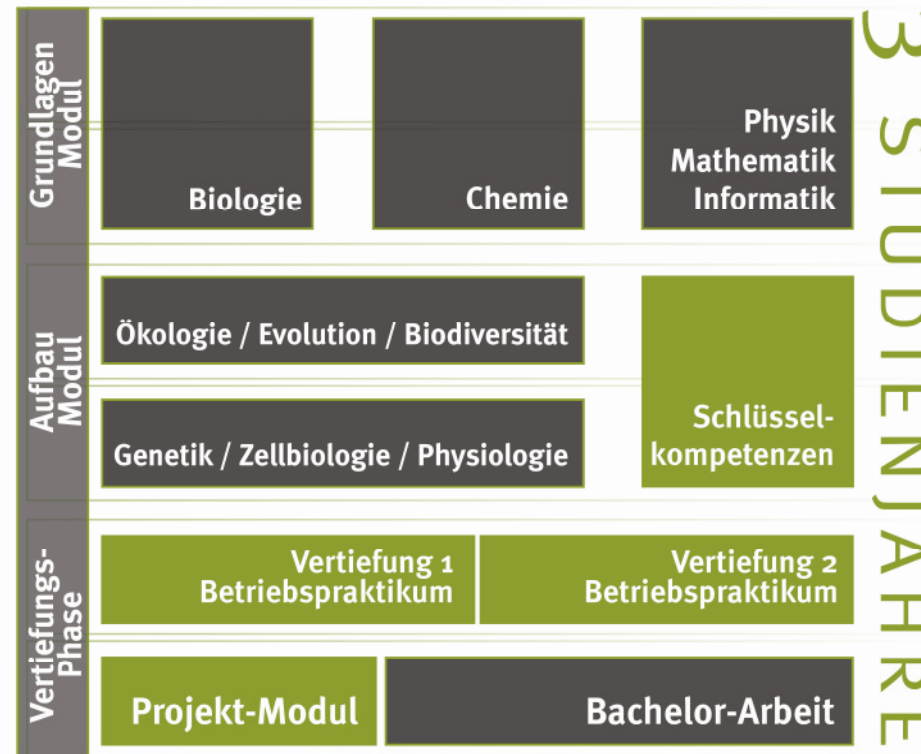 Grundlagen
Modul
Biologie
Chemie
Physik
Mathematik
Informatik
Aufbau
Modul
Ökologie / Evolution / Biodiversität
Genetik / Zellbiologie / Physiologie
Schlüssel-
kompetenzen
Vertiefungs-
Phase
Vertiefung 1
Betriebspraktikum
Vertiefung 2
Betriebspraktikum
Projekt-Modul
Bachelor-Arbeit
3 STUDIENJAHRE